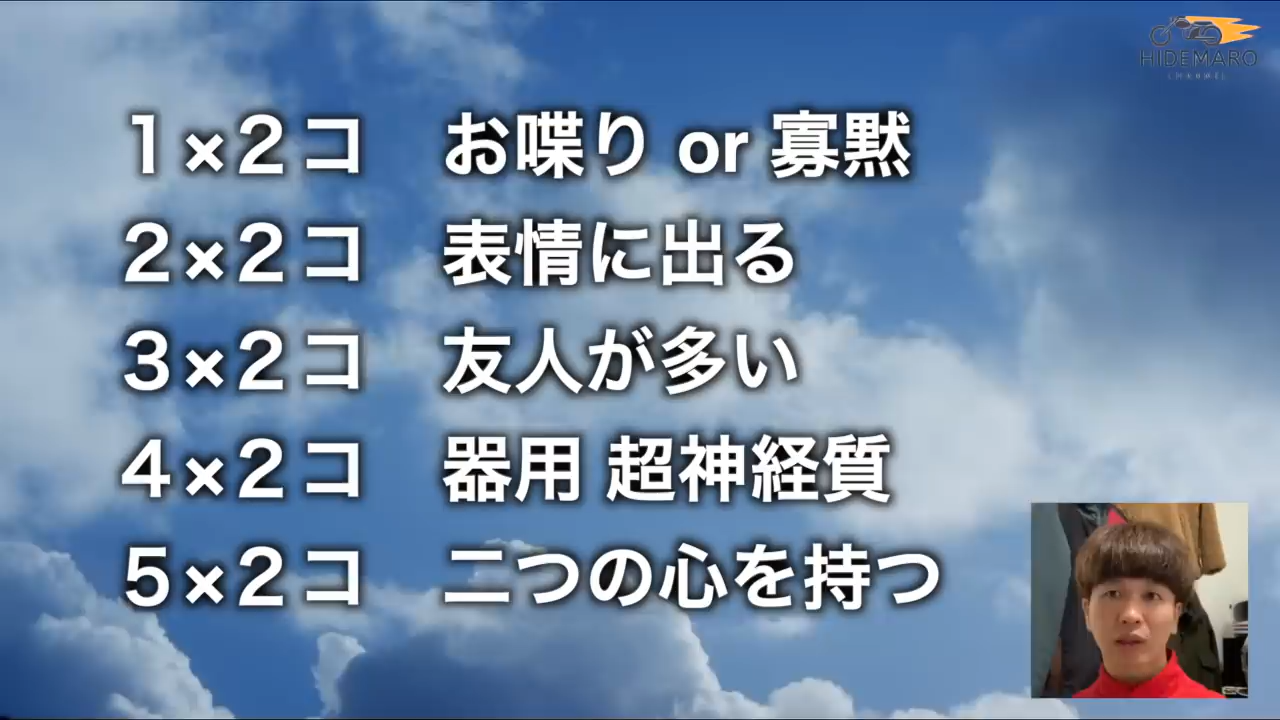 HIDEMARO
CHANNEL
1×2コ お喋り or 寡黙
2×2コ 表情に出る
3×2コ 友人が多い
4×2コ 器用 超神経質
5×2コ 二つの心を持つ